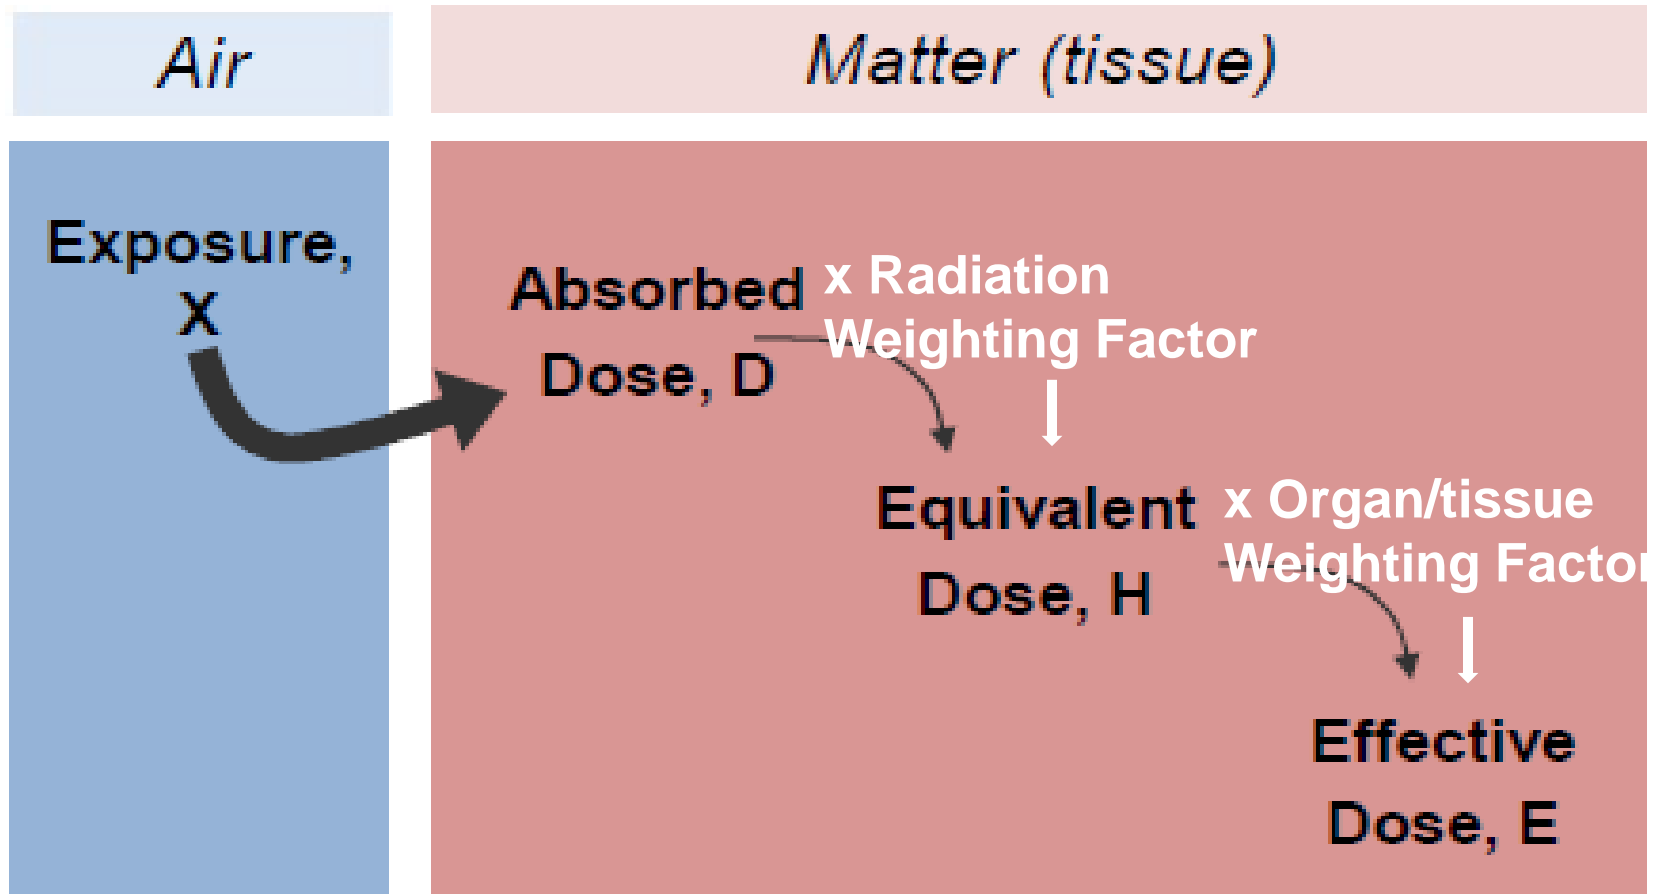 Air
Matter (tissue)
Exposure,
X
Absorbed
Dose, D
x Radiation
Weighting Factor
Equivalent
Dose, H
x Organ/tissue
Weighting Factor
Effective
Dose, E